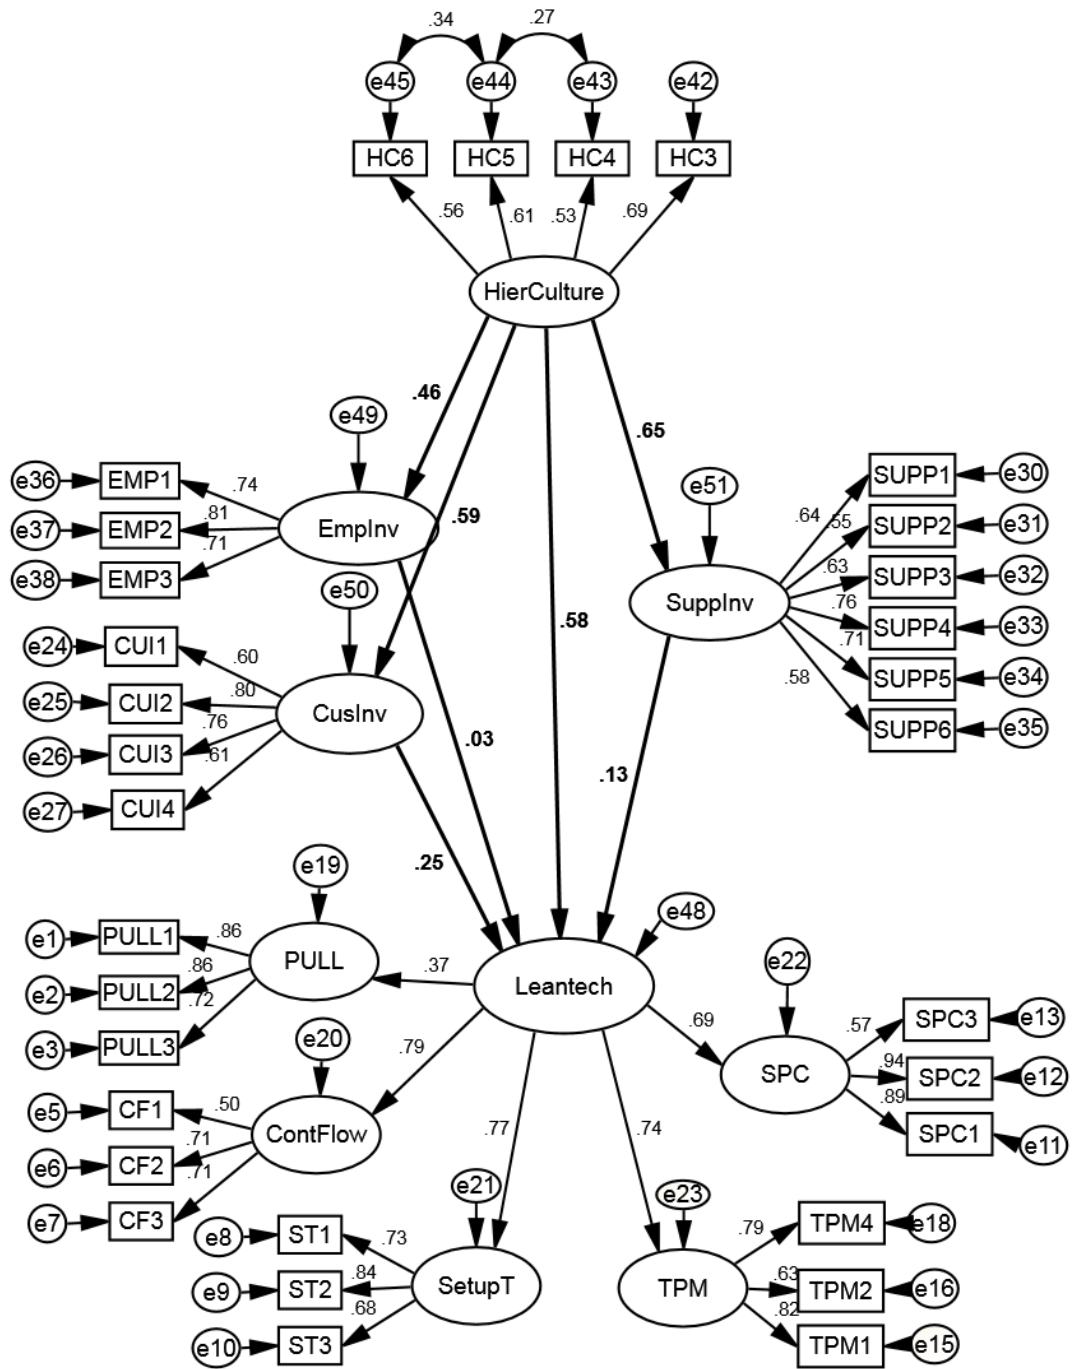 .34 .27
e45 e44 e43 e42
HC6 HC5 HC4 HC3
.56 .61 .53 .69
HierCulture
.46 .59 .65
e49
e36 EMP1 .74
e37 EMP2 .81
e38 EMP3 .71
EmpInv
e50
e24 CUI1 .60
e25 CUI2 .80
e26 CUI3 .76
e27 CUI4 .61
CusInv
e51
SuppInv
.64 SUPP1 e30
.55 SUPP2 e31
.63 SUPP3 e32
.76 SUPP4 e33
.71 SUPP5 e34
.58 SUPP6 e35
.58
.03
.13
.25
e19
e1 PULL1 .86
e2 PULL2 .86
e3 PULL3 .72
PULL
.37
Leantech
e48
e20
e5 CF1 .50
e6 CF2 .71
e7 CF3 .71
ContFlow
.79
.77
.74
.69
e22
SPC
.57 SPC3 e13
.94 SPC2 e12
.89 SPC1 e11
e21
e8 ST1 .73
e9 ST2 .84
e10 ST3 .68
SetupT
e23
TPM
.79 TPM4 e18
.63 TPM2 e16
.82 TPM1 e15